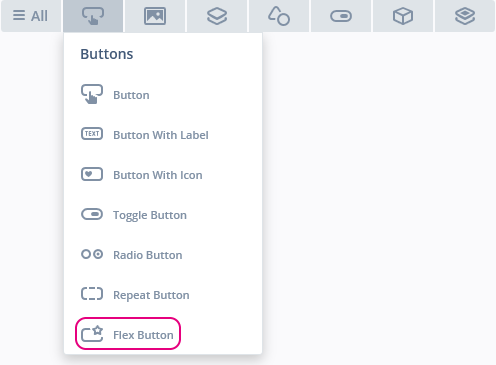 All
Buttons
Button
TEXT
Button With Label
Button With Icon
Toggle Button
Radio Button
Repeat Button
Flex Button